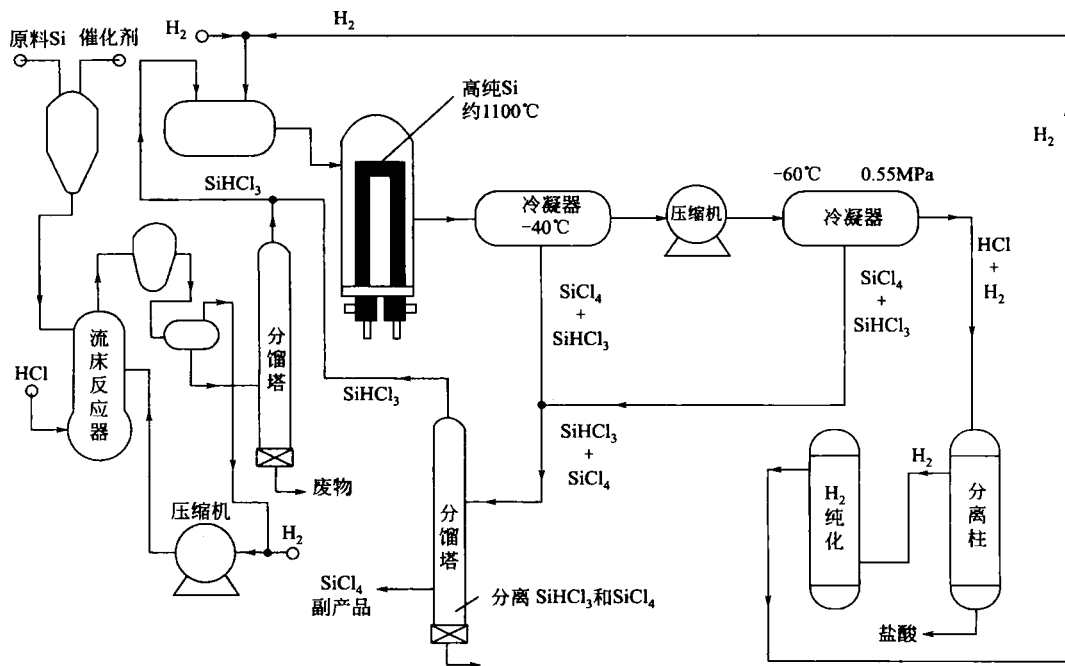 原料Si 催化剂
H₂
H₂
高纯Si
约1100℃
H₂
SiHCl₃
冷凝器
-40℃
压缩机
-60℃ 0.55MPa
冷凝器
HCl
+
H₂
SiCl₄
+
SiHCl₃
SiCl₄
+
SiHCl₃
流床反应器
HCl
分馏塔
SiHCl₃
SiHCl₃
+
SiCl₄
废物
压缩机
H₂
分馏塔
H₂
纯化
H₂
分离柱
SiCl₄
副产品
分离 SiHCl₃和SiCl₄
盐酸